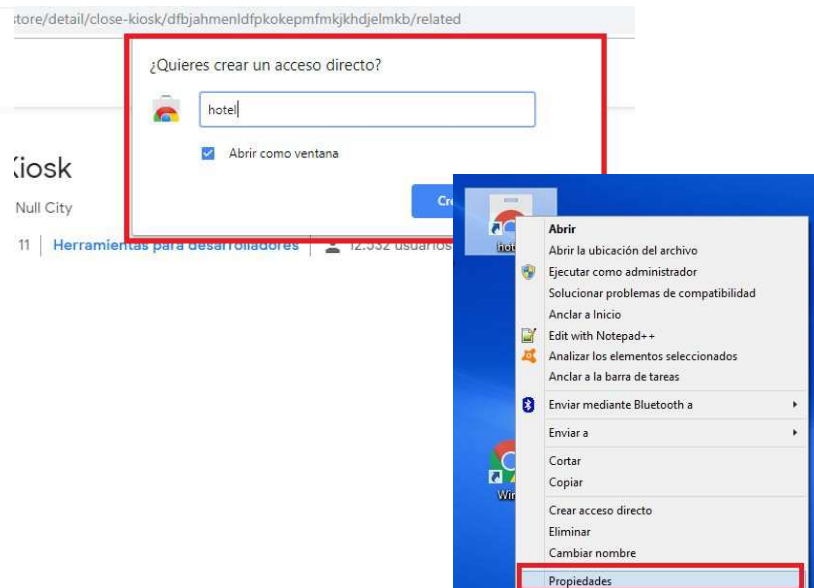 tore/detail/close-kiosk/dfbjahmenldfpkokepmfmkjkhdjelmkb/related
¿Quieres crear un acceso directo?
hotel
Abrir como ventana
Kiosk
Null City
11 | Herramientas para desarrolladores | 12.532 usuarios
Abrir
Abrir la ubicación del archivo
Ejecutar como administrador
Solucionar problemas de compatibilidad
Anclar a Inicio
Edit with Notepad++
Analizar los elementos seleccionados
Anclar a la barra de tareas
Enviar mediante Bluetooth a
Enviar a
Cortar
Copiar
Crear acceso directo
Eliminar
Cambiar nombre
Propiedades